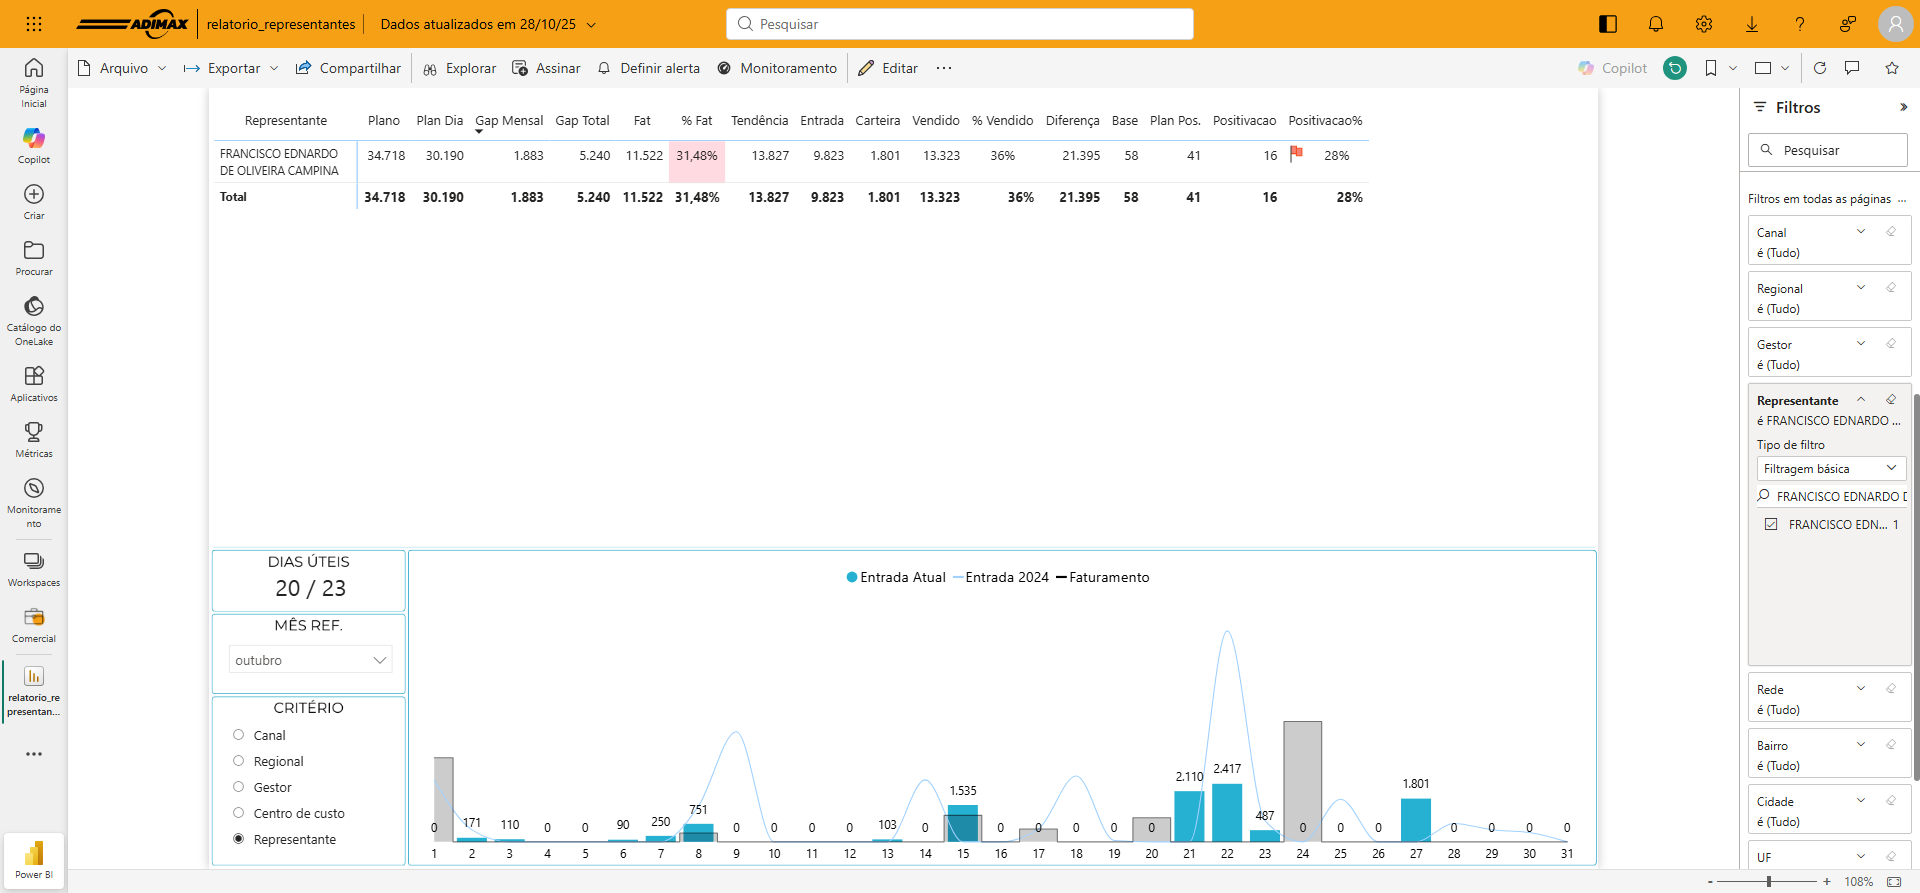 ADIMAX
relatorio_representantes
Dados atualizados em 28/10/25
Pesquisar
Arquivo
Exportar
Compartilhar
Explorar
Assinar
Definir alerta
Monitoramento
Editar
...
Copilot
Página
Inicial
Copilot
Criar
Procurar
Catálogo do
OneLake
Aplicativos
Métricas
Monitorame
nto
Workspaces
Comercial
relatorio_re
presentan...
Power BI
Representante Plano Plan Dia Gap Mensal Gap Total Fat % Fat Tendência Entrada Carteira Vendido % Vendido Diferença Base Plan Pos. Positivacao Positivacao%
FRANCISCO EDNARDO
DE OLIVEIRA CAMPINA
34.718 30.190 1.883 5.240 11.522 31,48% 13.827 9.823 1.801 13.323 36% 21.395 58 41 16 28%
Total 34.718 30.190 1.883 5.240 11.522 31,48% 13.827 9.823 1.801 13.323 36% 21.395 58 41 16 28%
DIAS ÚTEIS
20 / 23
MÊS REF.
outubro
CRITÉRIO
Canal
Regional
Gestor
Centro de custo
Representante
Entrada Atual Entrada 2024 Faturamento
0 171 110 0 0 90 250 751 0 0 0 0 103 0 1.535 0 0 0 0 0 2.110 2.417 487 0 0 0 1.801 0 0 0 0
1 2 3 4 5 6 7 8 9 10 11 12 13 14 15 16 17 18 19 20 21 22 23 24 25 26 27 28 29 30 31
Filtros
Pesquisar
Filtros em todas as páginas ...
Canal
é (Tudo)
Regional
é (Tudo)
Gestor
é (Tudo)
Representante
é FRANCISCO EDNARDO ...
Tipo de filtro
Filtragem básica
FRANCISCO EDNARDO D
FRANCISCO EDN... 1
Rede
é (Tudo)
Bairro
é (Tudo)
Cidade
é (Tudo)
UF
- + 108%